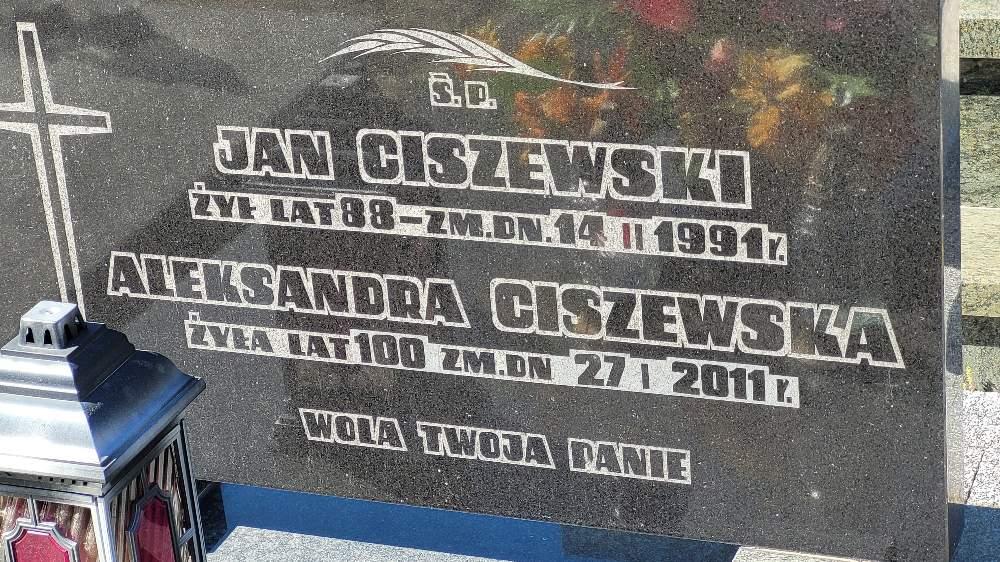 Ś.P.
JAN CISZEWSKI
ŻYŁ LAT 88 - ZM. DN. 14 II 1991 r.
ALEKSANDRA CISZEWSKA
ŻYŁA LAT 100 ZM. DN 27 I 2011 r.
WOLA TWOJA PANIE